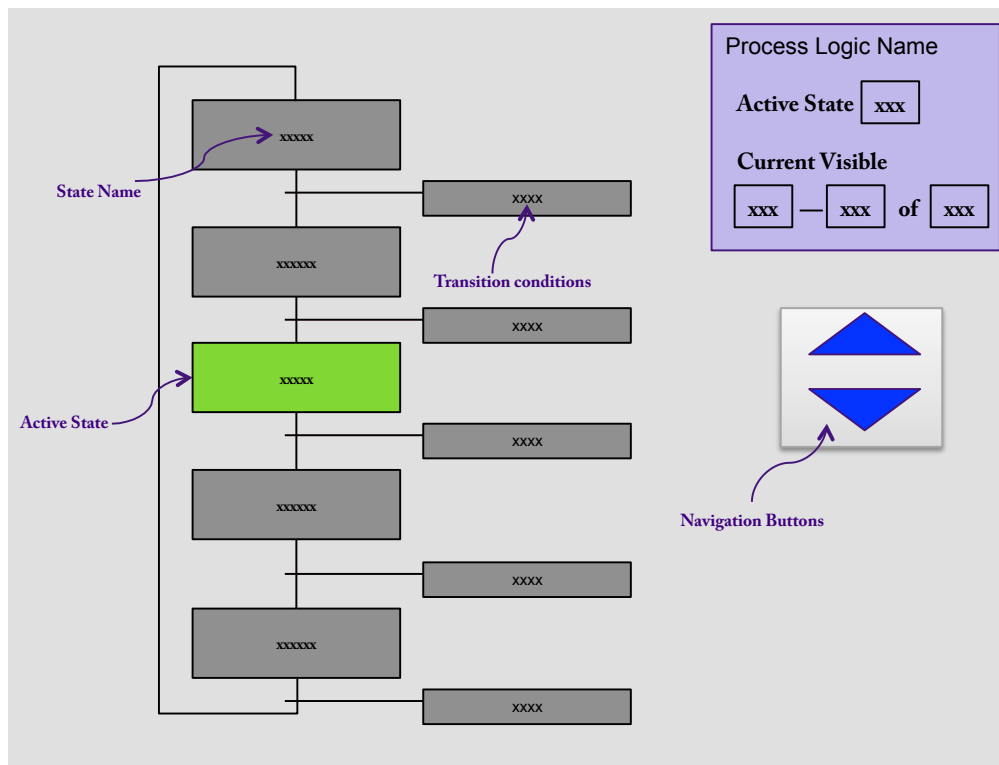 Process Logic Name
Active State xxx
Current Visible
xxx — xxx of xxx
xxxxx
State Name
xxxx
Transition conditions
xxxxxx
xxxx
xxxxx
Active State
xxxx
xxxxxx
Navigation Buttons
xxxx
xxxxxx
xxxx